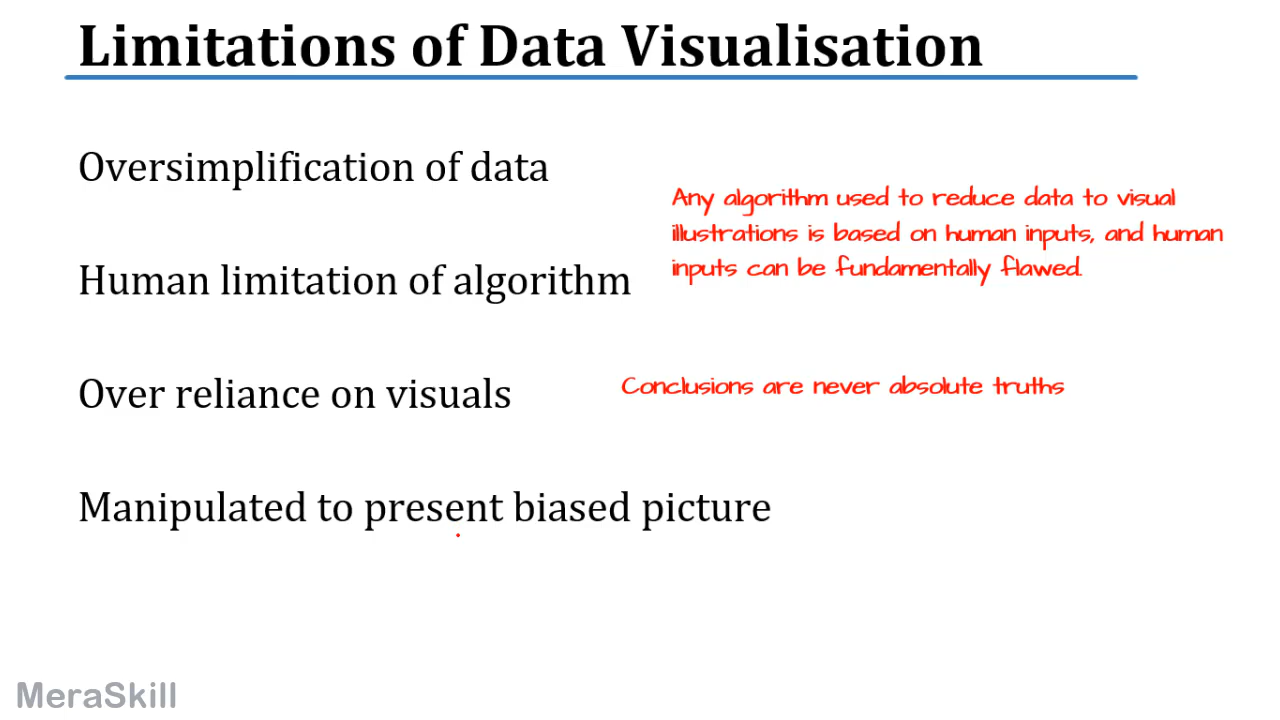 Limitations of Data Visualisation
Oversimplification of data
Any algorithm used to reduce data to visual
illustrations is based on human inputs, and human
inputs can be fundamentally flawed.
Human limitation of algorithm
Over reliance on visuals
Conclusions are never absolute truths
Manipulated to present biased picture
MeraSkill